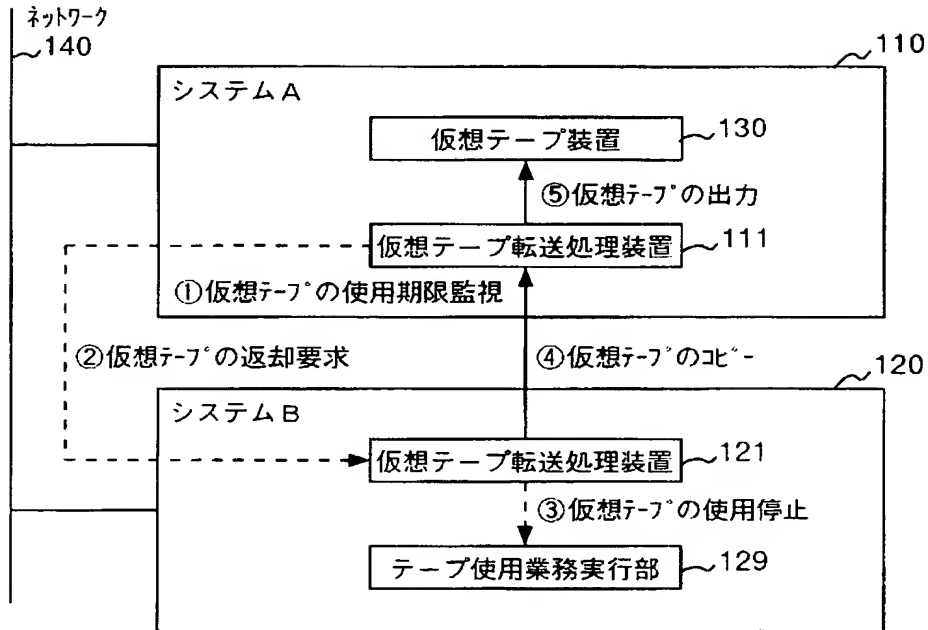 ネットワーク
140
110
システムA
仮想テープ装置
130
⑤仮想テープの出力
仮想テープ転送処理装置
111
①仮想テープの使用期限監視
②仮想テープの返却要求
④仮想テープのコピー
120
システムB
仮想テープ転送処理装置
121
③仮想テープの使用停止
テープ使用業務実行部
129